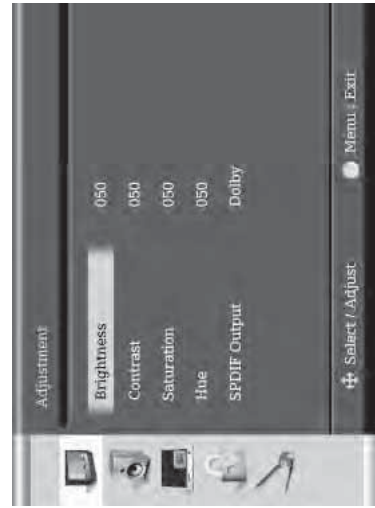 Adjustment
Brightness 050
Contrast 050
Saturation 050
Hue 050
SPDIF Output Dolby
Select / Adjust Menu : Exit